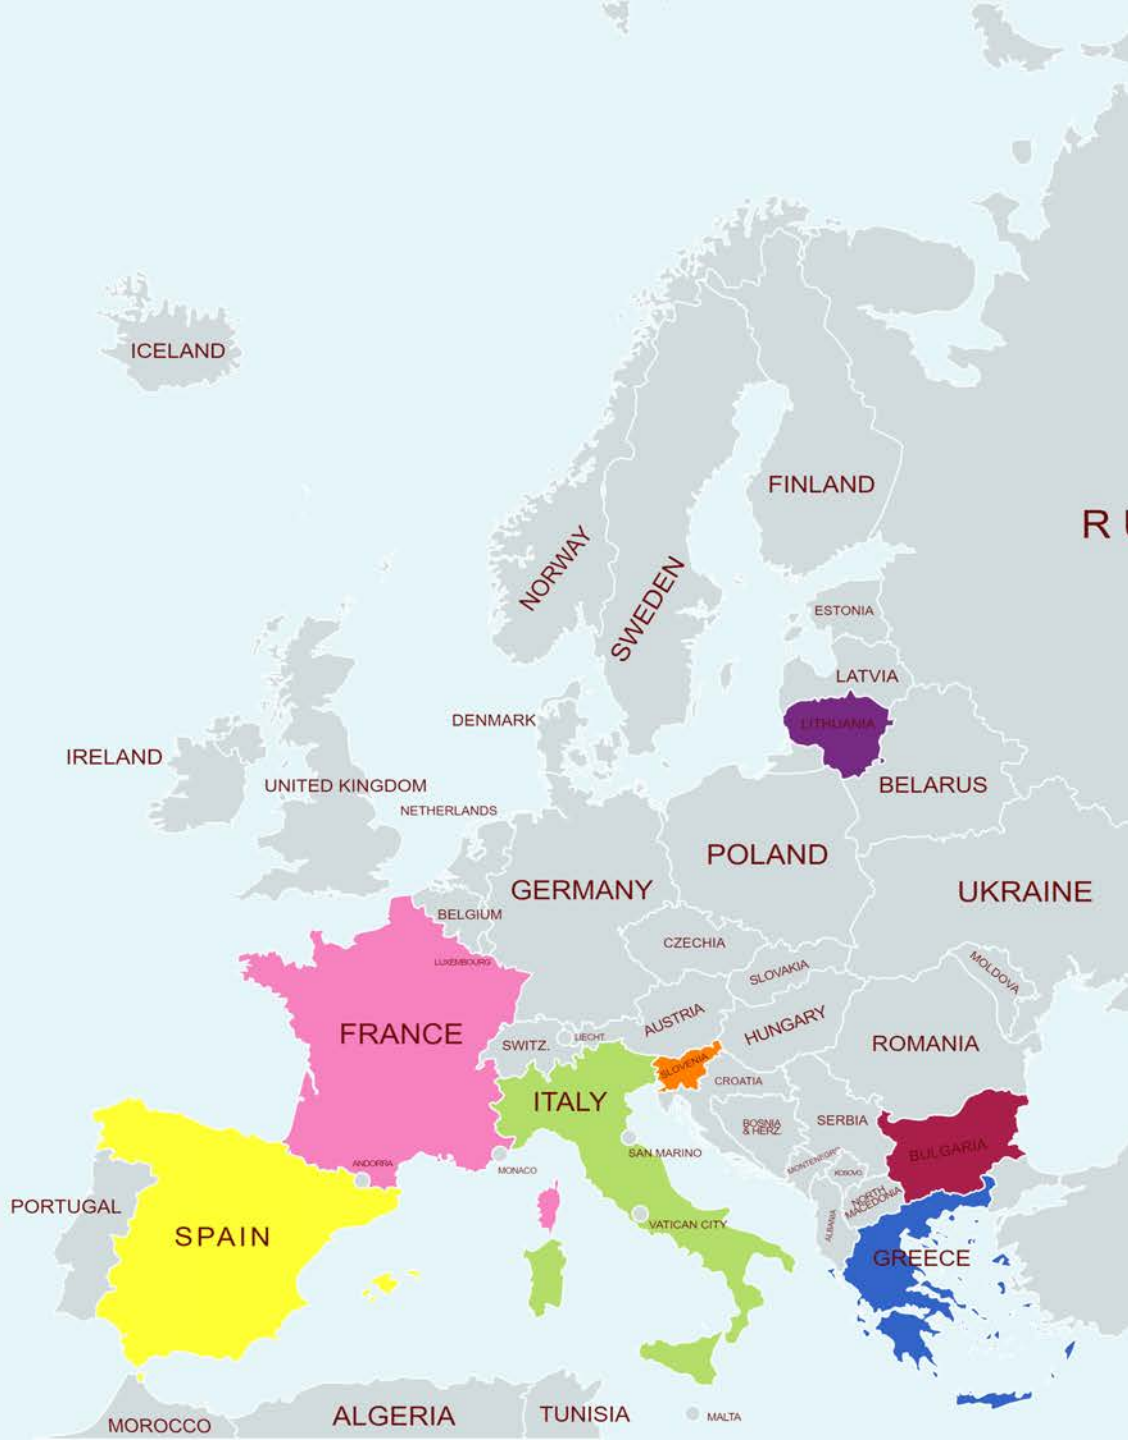 ICELAND
FINLAND
R U
NORWAY
SWEDEN
ESTONIA
LATVIA
DENMARK
LITHUANIA
IRELAND
UNITED KINGDOM
BELARUS
NETHERLANDS
POLAND
GERMANY
UKRAINE
BELGIUM
CZECHIA
LUXEMBOURG
SLOVAKIA
MOLDOVA
AUSTRIA
HUNGARY
FRANCE
SWITZ.
LIECHT.
ROMANIA
SLOVENIA
CROATIA
ITALY
BOSNIA
& HERZ.
SERBIA
BULGARIA
SAN MARINO
ANDORRA
MONACO
MONTENEGRO
KOSOVO
NORTH
MACEDONIA
PORTUGAL
SPAIN
VATICAN CITY
ALBANIA
GREECE
MOROCCO
ALGERIA
TUNISIA
MALTA